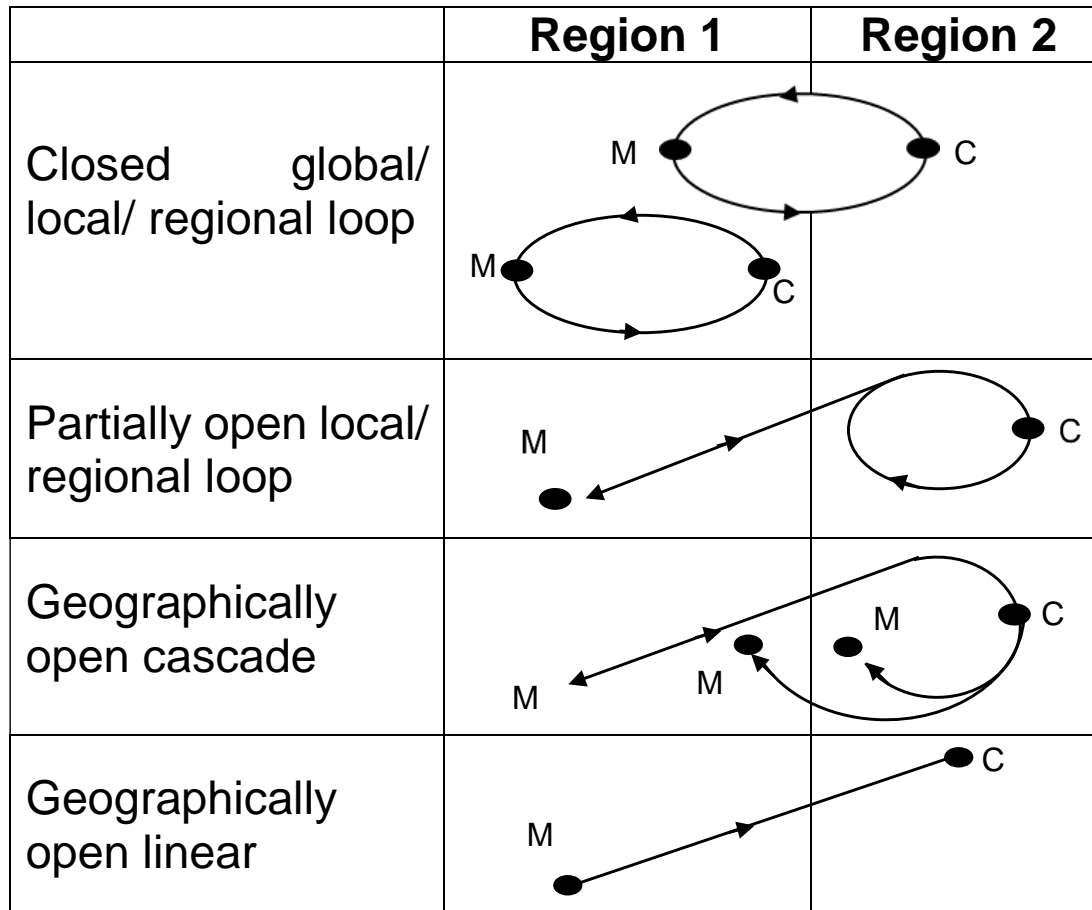 Region 1 Region 2
Closed global/
local/ regional loop
M C
M C
Partially open local/
regional loop
M C
Geographically
open cascade
M M M C
Geographically
open linear
M C